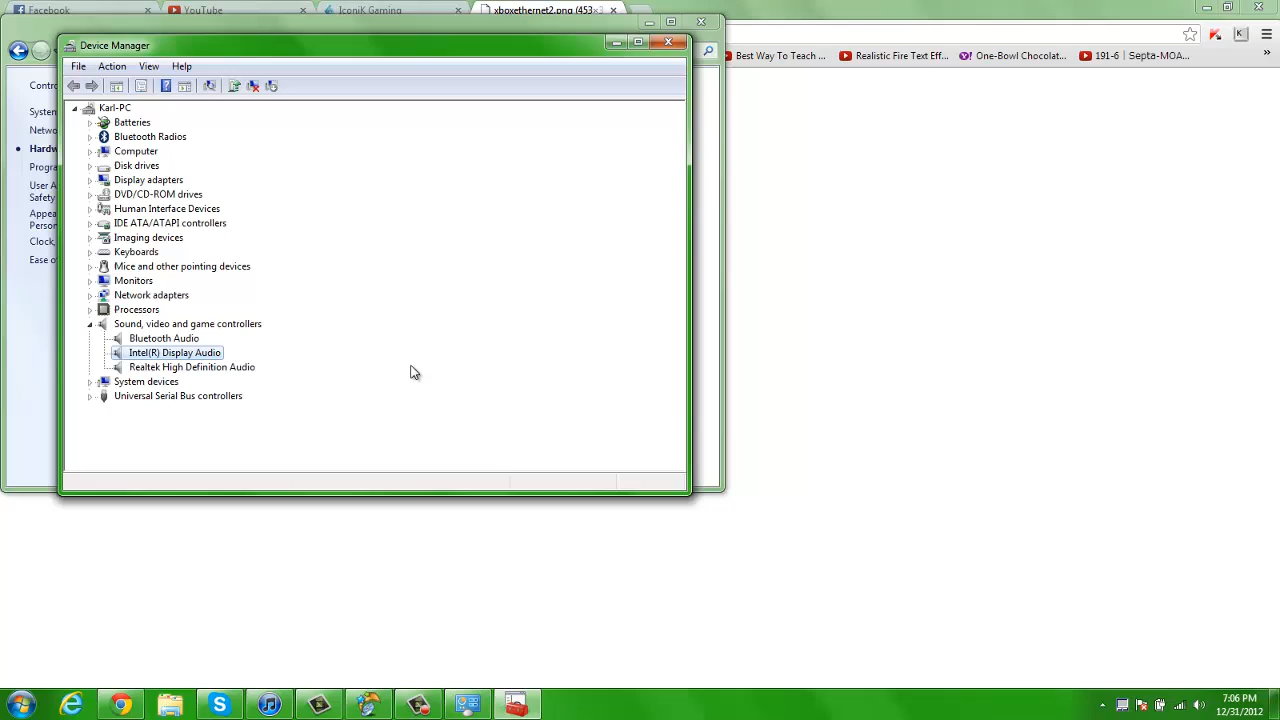 Facebook
YouTube
IconiK Gaming
xboxethernet2.png (453×3
Device Manager
File Action View Help
Best Way To Teach ...
Realistic Fire Text Eff...
One-Bowl Chocolat...
191-6 | Septa-MOA...
»
Contro
System
Netwo
Hardw
Progra
User A
Safety
Appea
Person
Clock,
Ease o
Karl-PC
Batteries
Bluetooth Radios
Computer
Disk drives
Display adapters
DVD/CD-ROM drives
Human Interface Devices
IDE ATA/ATAPI controllers
Imaging devices
Keyboards
Mice and other pointing devices
Monitors
Network adapters
Processors
Sound, video and game controllers
Bluetooth Audio
Intel(R) Display Audio
Realtek High Definition Audio
System devices
Universal Serial Bus controllers
7:06 PM
12/31/2012